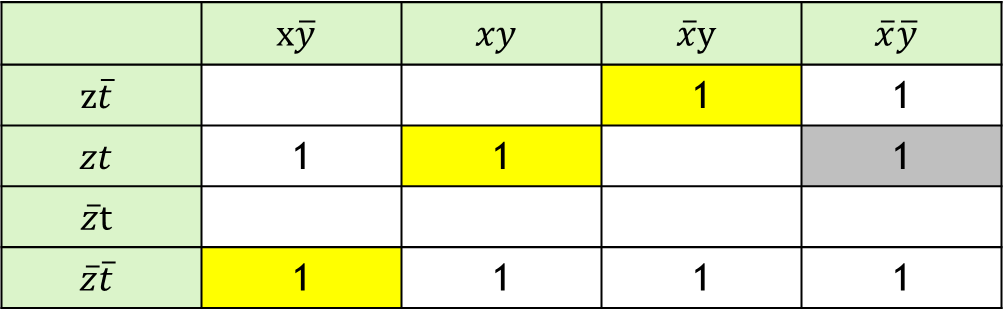 xȳ xy x̄y x̄ȳ
zt̄ 1 1
zt 1 1 1
z̄t
z̄t̄ 1 1 1 1